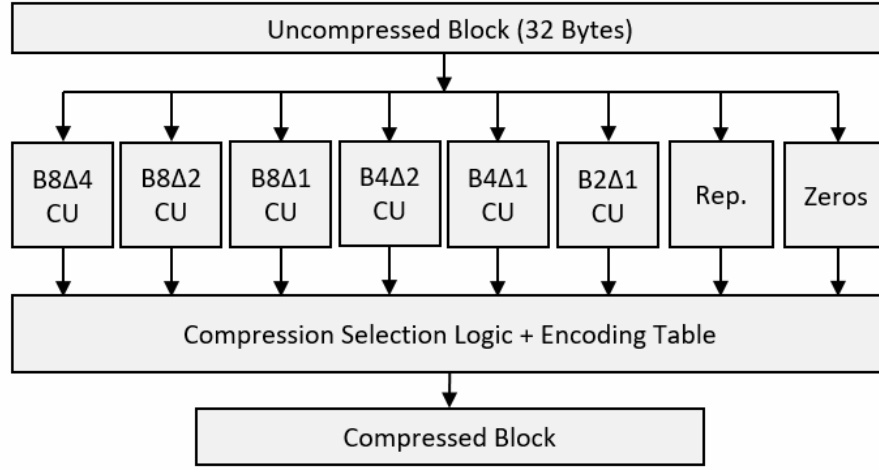 Uncompressed Block (32 Bytes)
B8Δ4
CU
B8Δ2
CU
B8Δ1
CU
B4Δ2
CU
B4Δ1
CU
B2Δ1
CU
Rep.
Zeros
Compression Selection Logic + Encoding Table
Compressed Block